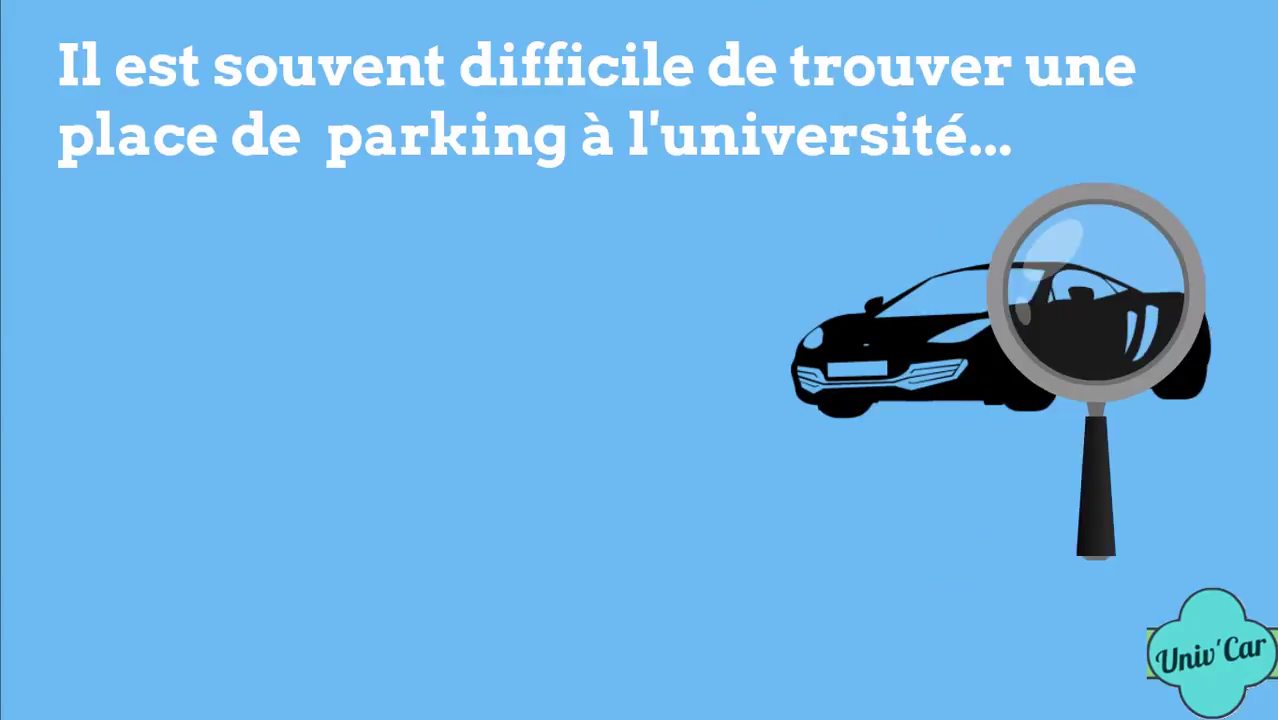 Il est souvent difficile de trouver une
place de  parking à l'université...
Univ'Car